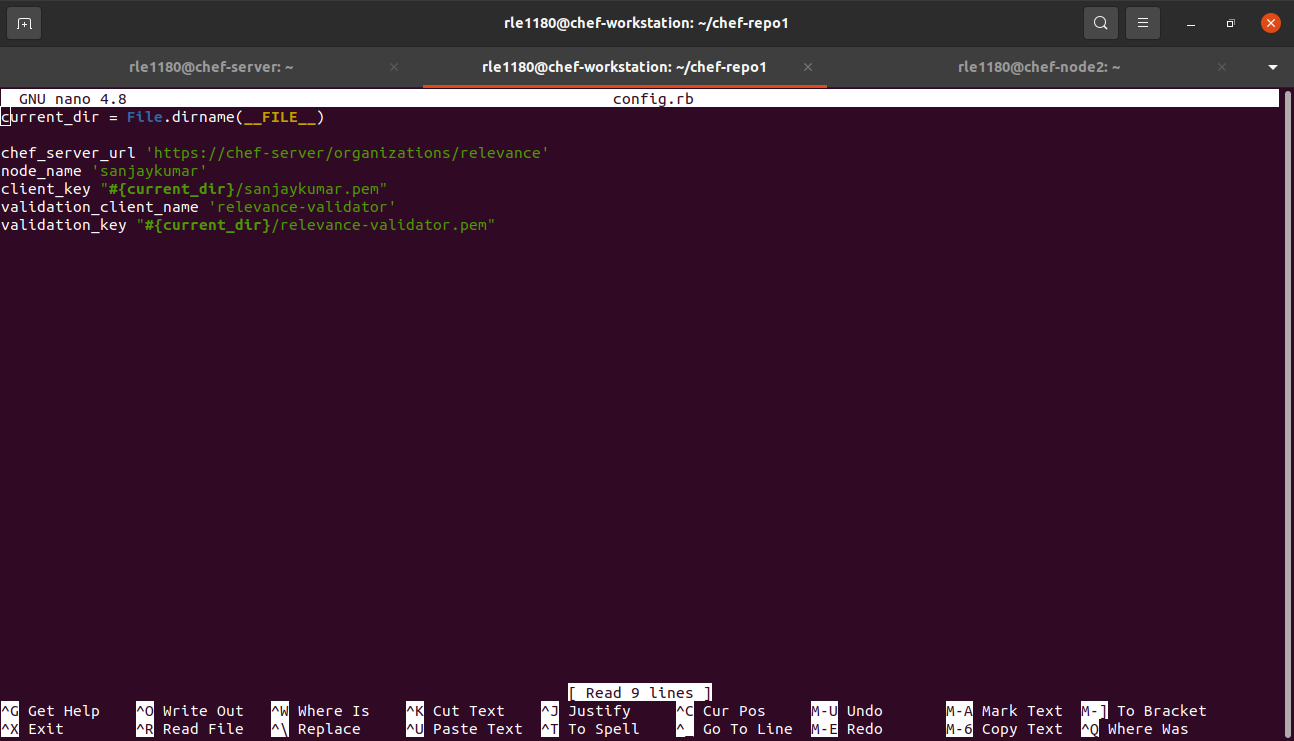 rle1180@chef-workstation: ~/chef-repo1
rle1180@chef-server: ~
rle1180@chef-workstation: ~/chef-repo1
rle1180@chef-node2: ~
GNU nano 4.8 config.rb
current_dir = File.dirname(__FILE__)
chef_server_url 'https://chef-server/organizations/relevance'
node_name 'sanjaykumar'
client_key "#{current_dir}/sanjaykumar.pem"
validation_client_name 'relevance-validator'
validation_key "#{current_dir}/relevance-validator.pem"
[ Read 9 lines ]
^G Get Help ^O Write Out ^W Where Is ^K Cut Text ^J Justify ^C Cur Pos M-U Undo M-A Mark Text M-] To Bracket
^X Exit ^R Read File ^\ Replace ^U Paste Text ^T To Spell ^_ Go To Line M-E Redo M-6 Copy Text ^Q Where Was